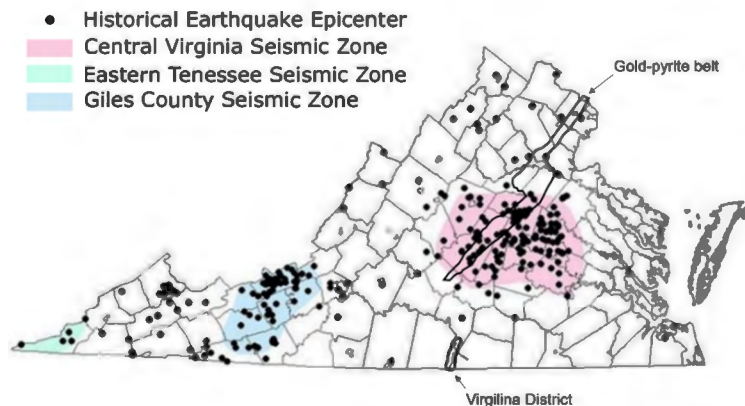 Historical Earthquake Epicenter
Central Virginia Seismic Zone
Eastern Tenessee Seismic Zone
Giles County Seismic Zone
Gold-pyrite belt
Virgilina District